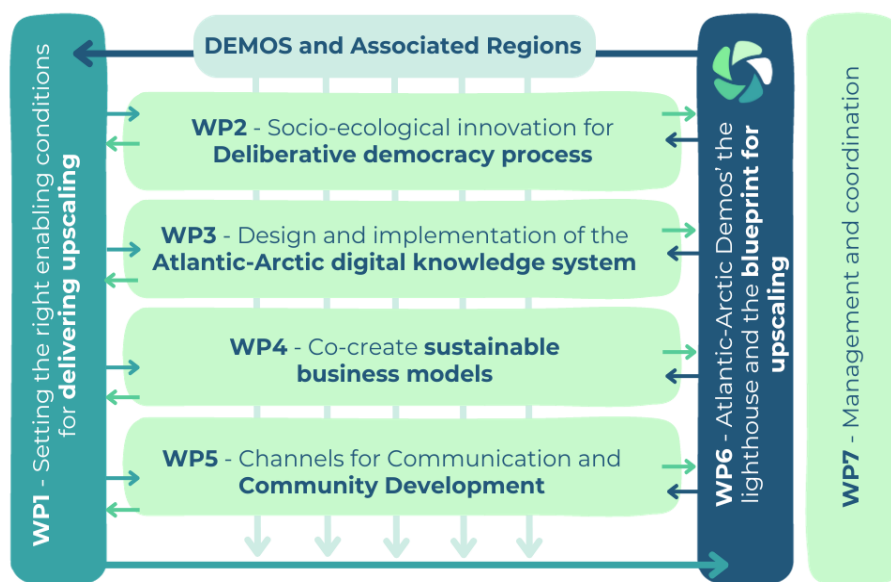 DEMOS and Associated Regions
WP1 - Setting the right enabling conditions
for delivering upscaling
WP2 - Socio-ecological innovation for
Deliberative democracy process
WP3 - Design and implementation of the
Atlantic-Arctic digital knowledge system
WP4 - Co-create sustainable
business models
WP5 - Channels for Communication and
Community Development
WP6 - Atlantic-Arctic Demos' the
lighthouse and the blueprint for
upscaling
WP7 - Management and coordination